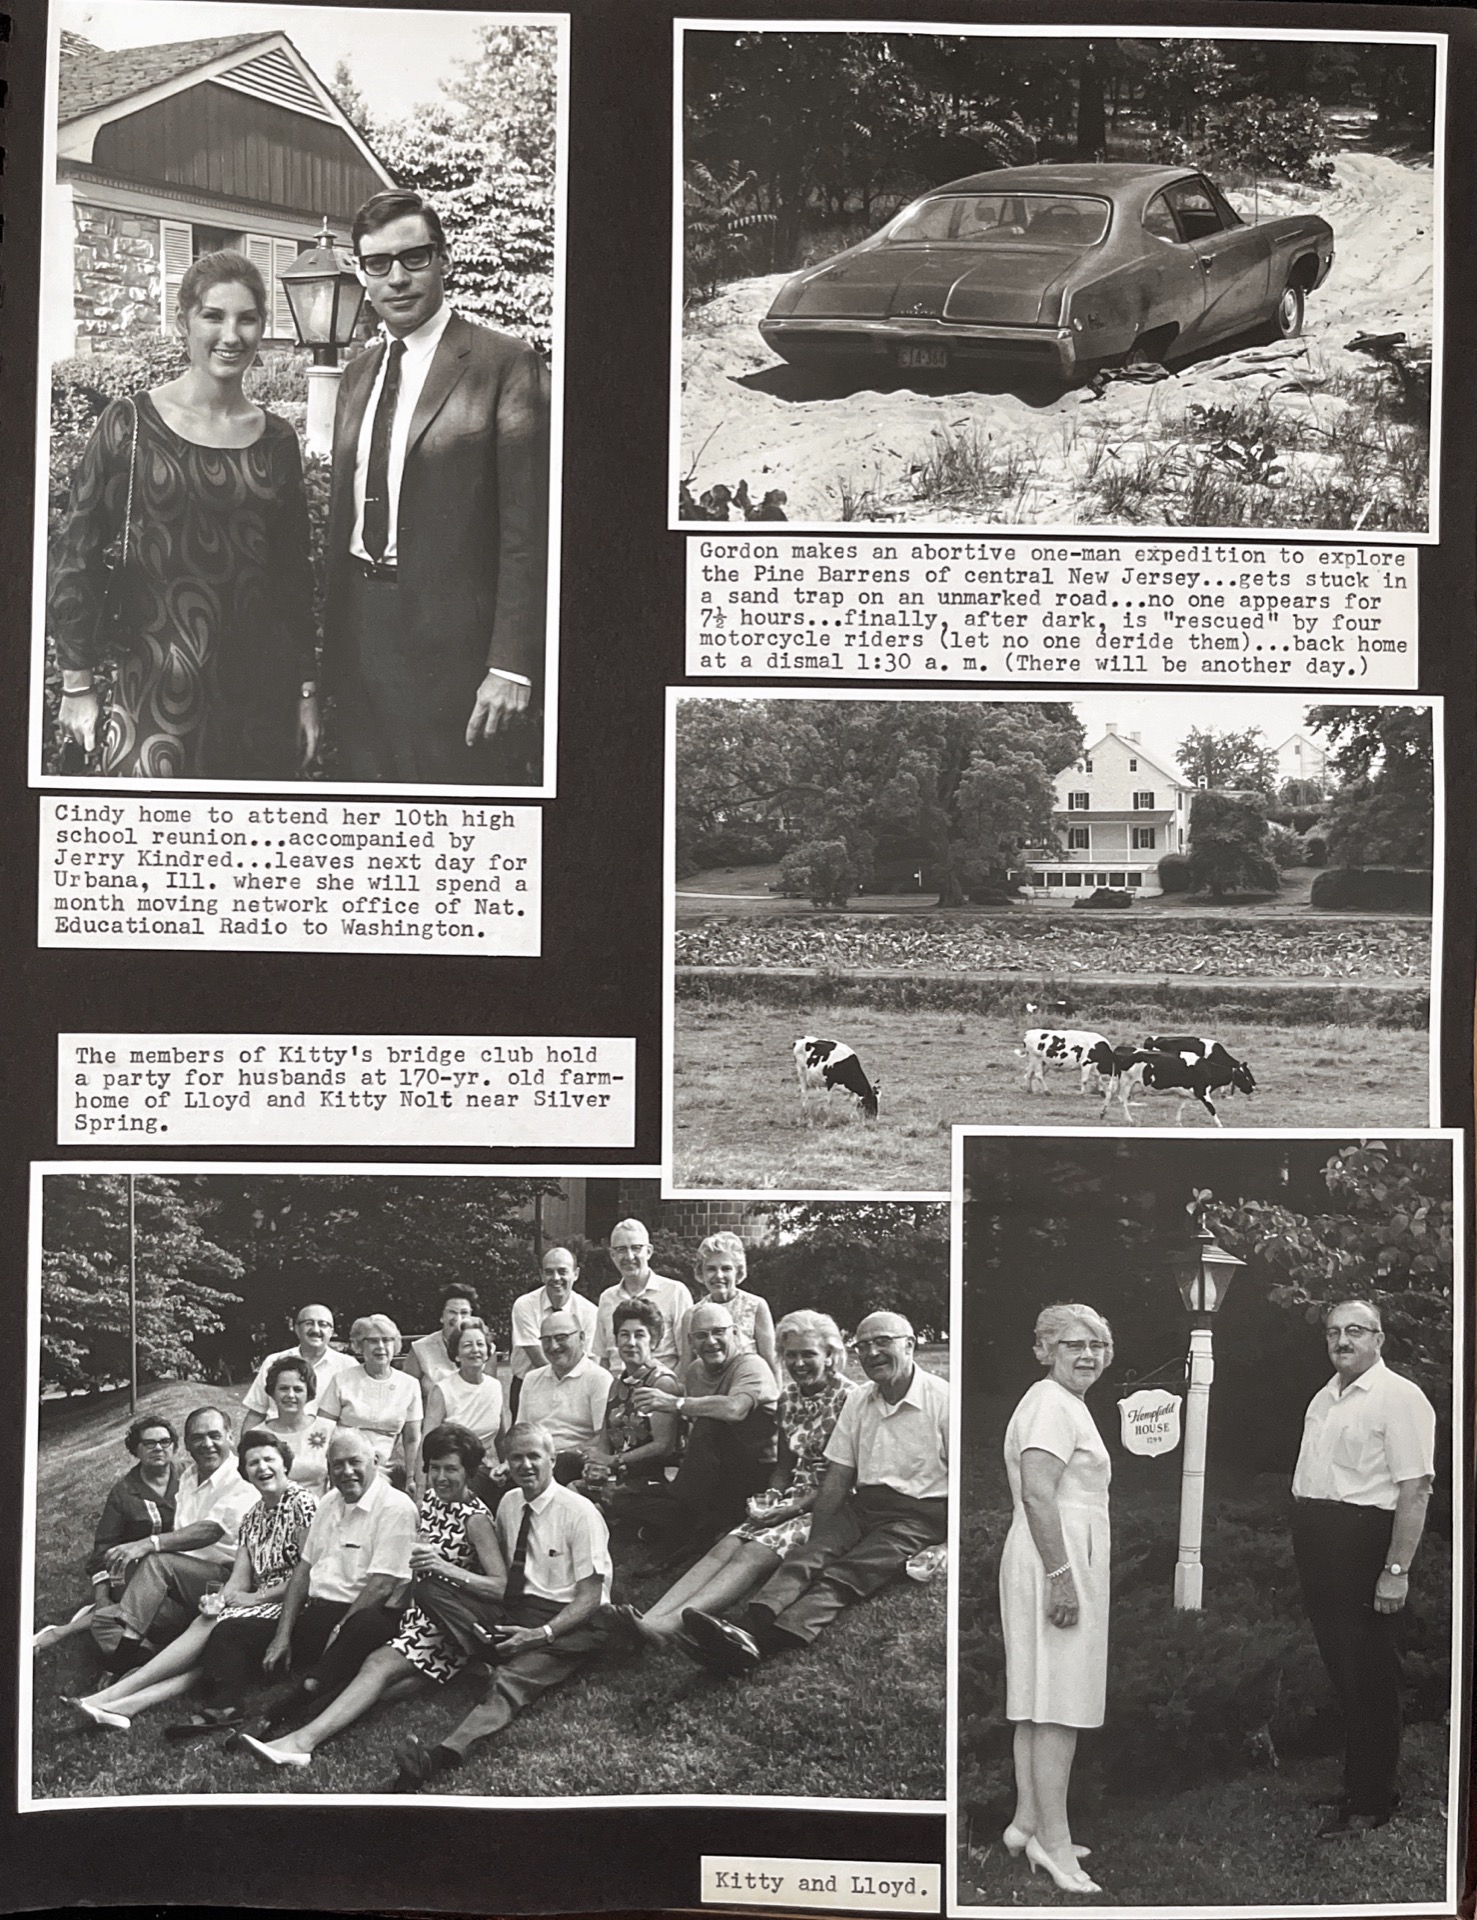 Cindy home to attend her 10th high
school reunion...accompanied by
Jerry Kindred...leaves next day for
Urbana, Ill. where she will spend a
month moving network office of Nat.
Educational Radio to Washington.
Gordon makes an abortive one-man expedition to explore
the Pine Barrens of central New Jersey...gets stuck in
a sand trap on an unmarked road...no one appears for
7½ hours...finally, after dark, is "rescued" by four
motorcycle riders (let no one deride them)...back home
at a dismal 1:30 a. m. (There will be another day.)
The members of Kitty's bridge club hold
a party for husbands at 170-yr. old farm-
home of Lloyd and Kitty Nolt near Silver
Spring.
Hempfield
HOUSE
Kitty and Lloyd.